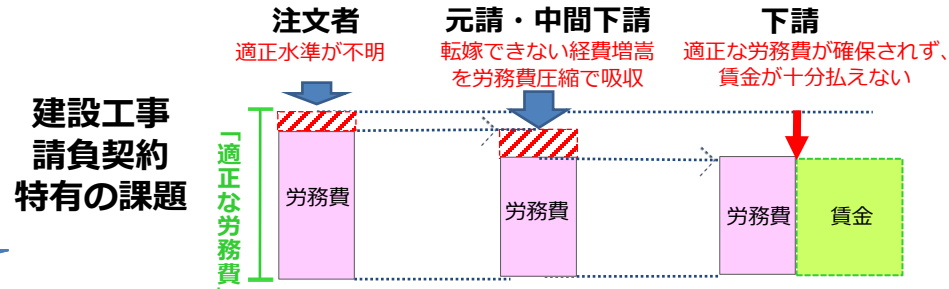 注文者
適正水準が不明
元請・中間下請
転嫁できない経費増嵩
を労務費圧縮で吸収
下請
適正な労務費が確保されず、
賃金が十分払えない
建設工事
請負契約
特有の課題
「適正な労務費
労務費
労務費
労務費
賃金